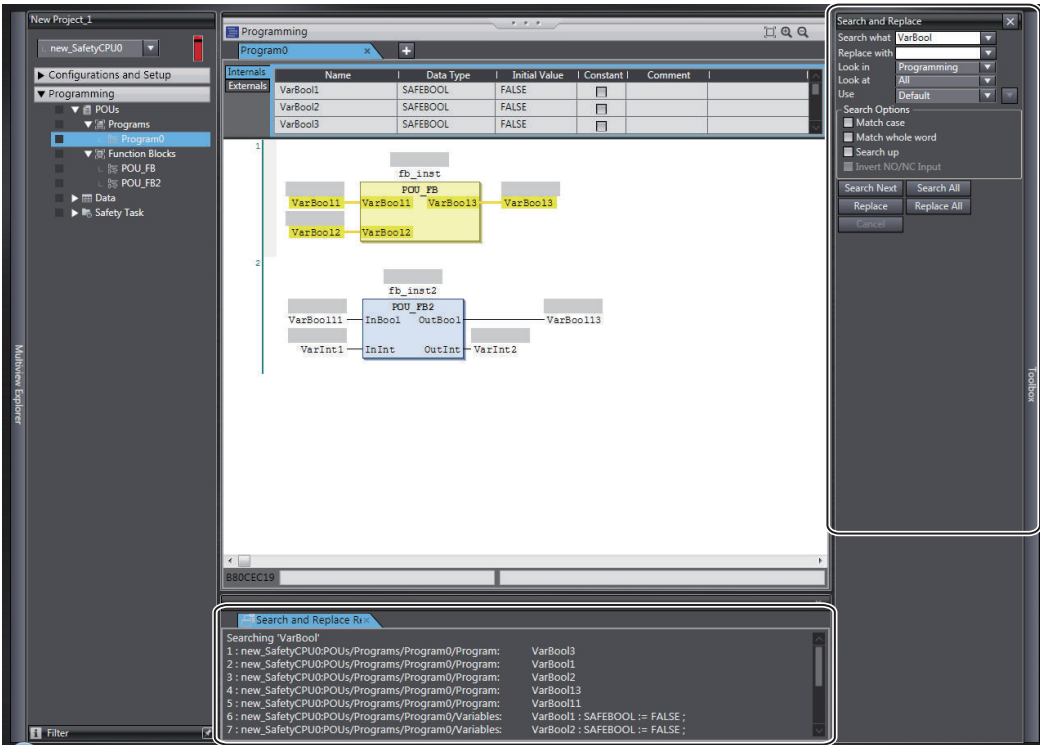 New_Project_1
new_SafetyCPU0
Configurations and Setup
Programming
POUs
Programs
Program0
Function Blocks
POU_FB
POU_FB2
Data
Safety Task
Multiview Explorer
Filter
Programming
Program0
Internals
Externals
Name Data Type Initial Value Constant Comment
VarBool1 SAFEBOOL FALSE
VarBool2 SAFEBOOL FALSE
VarBool3 SAFEBOOL FALSE
1
fb_inst
POU_FB
VarBool1 VarBool1 VarBool3 VarBool3
VarBool2 VarBool2
2
fb_inst2
POU_FB2
VarBool11 InBool OutBool VarBool13
VarInt1 InInt OutInt VarInt2
B80CEC19
Search and Replace Re
Searching 'VarBool'
1 : new_SafetyCPU0:POUs/Programs/Program0/Program: VarBool3
2 : new_SafetyCPU0:POUs/Programs/Program0/Program: VarBool1
3 : new_SafetyCPU0:POUs/Programs/Program0/Program: VarBool2
4 : new_SafetyCPU0:POUs/Programs/Program0/Program: VarBool13
5 : new_SafetyCPU0:POUs/Programs/Program0/Program: VarBool11
6 : new_SafetyCPU0:POUs/Programs/Program0/Variables: VarBool1 : SAFEBOOL := FALSE ;
7 : new_SafetyCPU0:POUs/Programs/Program0/Variables: VarBool2 : SAFEBOOL := FALSE ;
Search and Replace
Search what VarBool
Replace with
Look in Programming
Look at All
Use Default
Search Options
Match case
Match whole word
Search up
Invert NO/NC Input
Search Next Search All
Replace Replace All
Cancel
Toolbox